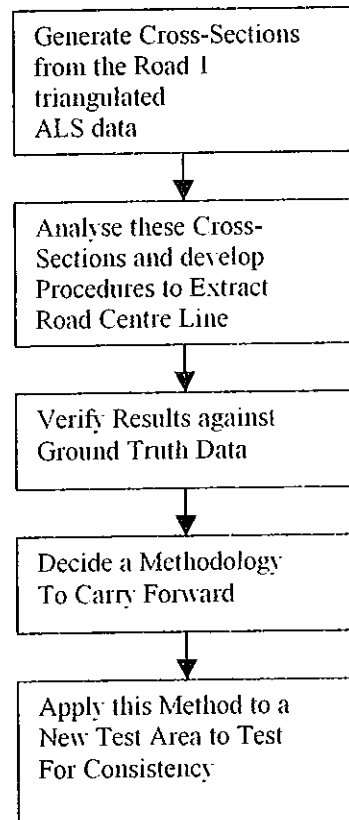 Generate Cross-Sections
from the Road 1
triangulated
ALS data
Analyse these Cross-
Sections and develop
Procedures to Extract
Road Centre Line
Verify Results against
Ground Truth Data
Decide a Methodology
To Carry Forward
Apply this Method to a
New Test Area to Test
For Consistency